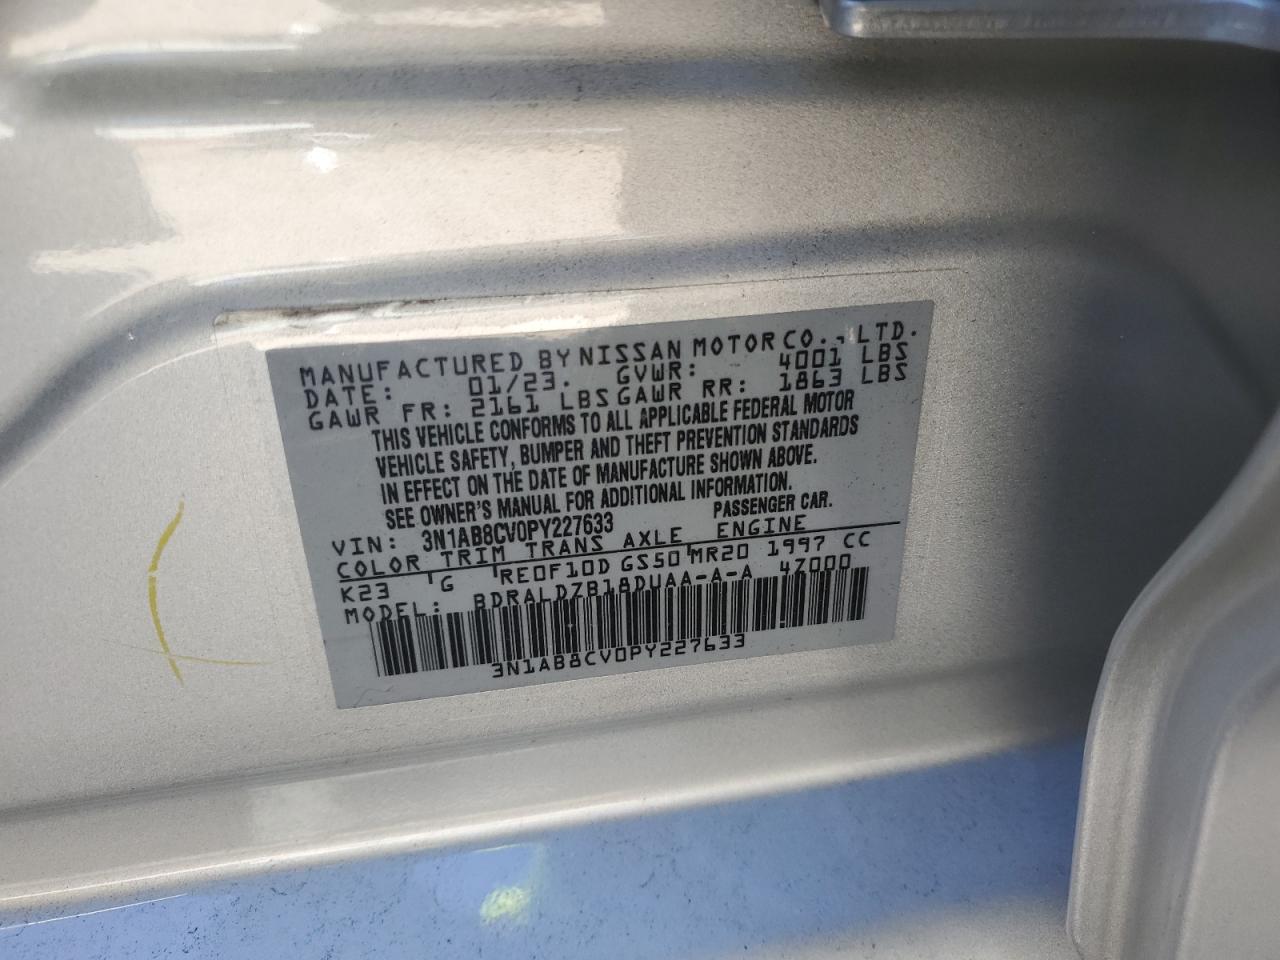 MANUFACTURED BY NISSAN MOTOR CO., LTD.
DATE: 01/23. GVWR: 4001 LBS
GAWR FR: 2161 LBS GAWR RR: 1863 LBS
THIS VEHICLE CONFORMS TO ALL APPLICABLE FEDERAL MOTOR
VEHICLE SAFETY, BUMPER AND THEFT PREVENTION STANDARDS
IN EFFECT ON THE DATE OF MANUFACTURE SHOWN ABOVE.
SEE OWNER'S MANUAL FOR ADDITIONAL INFORMATION.
VIN: 3N1AB8CV0PY227633 PASSENGER CAR.
COLOR TRIM TRANS AXLE ENGINE
K23 G RE0F10D GS50 MR20 1997 CC
MODEL: BDRALDZB18DUAA-A-A 4Z000
3N1AB8CV0PY227633